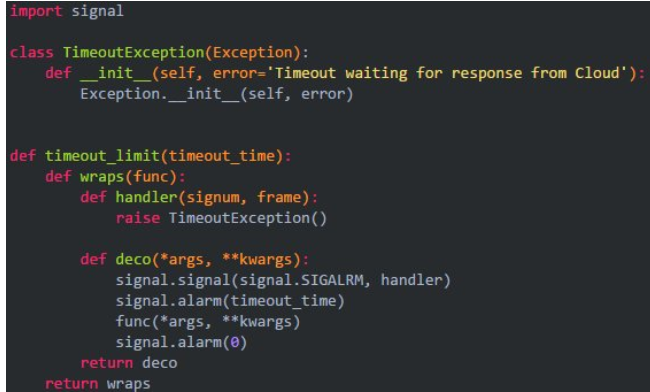 import signal
class TimeoutException(Exception):
    def __init__(self, error='Timeout waiting for response from Cloud'):
        Exception.__init__(self, error)
def timeout_limit(timeout_time):
    def wraps(func):
        def handler(signum, frame):
            raise TimeoutException()
        def deco(*args, **kwargs):
            signal.signal(signal.SIGALRM, handler)
            signal.alarm(timeout_time)
            func(*args, **kwargs)
            signal.alarm(0)
        return deco
    return wraps